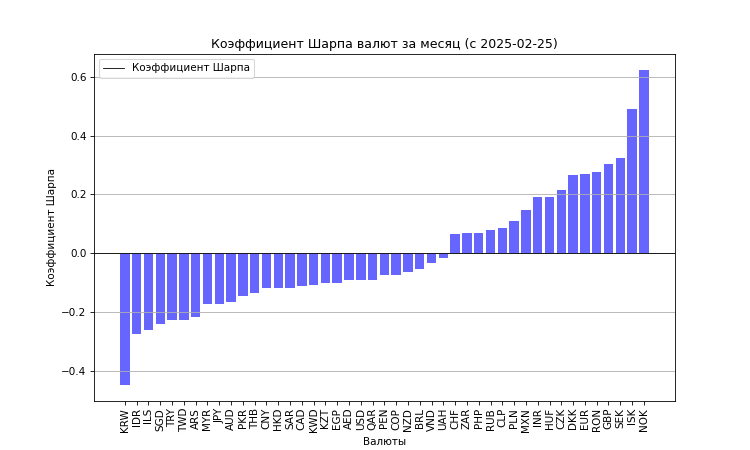 Коэффициент Шарпа валют за месяц (с 2025-02-25)
Коэффициент Шарпа
0.6
0.4
0.2
0.0
−0.2
−0.4
Коэффициент Шарпа
KRW
IDR
ILS
SGD
TRY
TWD
ARS
MYR
JPY
AUD
PKR
THB
CNY
HKD
SAR
CAD
KWD
KZT
EGP
AED
USD
QAR
PEN
COP
NZD
BRL
VND
UAH
CHF
ZAR
PHP
RUB
CLP
PLN
MXN
INR
HUF
CZK
DKK
EUR
RON
GBP
SEK
ISK
NOK
Валюты